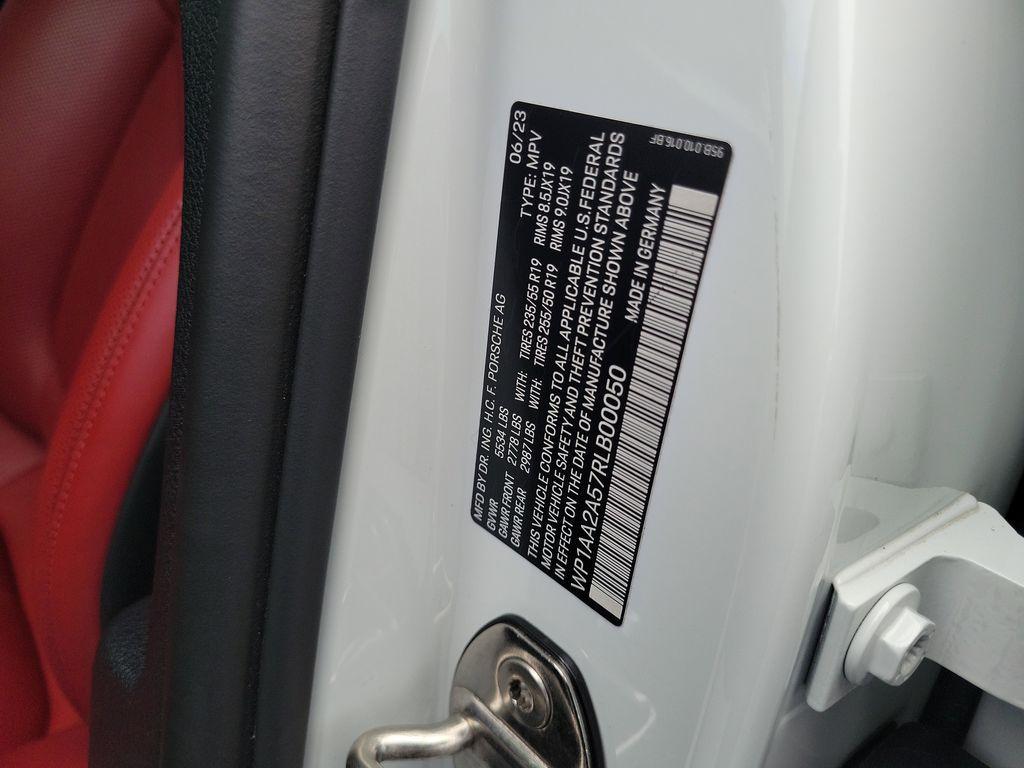 MFD BY DR. ING. H.C. F. PORSCHE AG 06/23
GVWR 5534 LBS TYPE: MPV
GAWR FRONT 2778 LBS WITH: TIRES 235/55 R19 RIMS 8.5JX19
GAWR REAR 2987 LBS WITH: TIRES 255/50 R19 RIMS 9.0JX19
THIS VEHICLE CONFORMS TO ALL APPLICABLE U.S.FEDERAL
MOTOR VEHICLE SAFETY AND THEFT PREVENTION STANDARDS
IN EFFECT ON THE DATE OF MANUFACTURE SHOWN ABOVE
WP1AA2A57RLB00050 MADE IN GERMANY
95B.010.016.BF